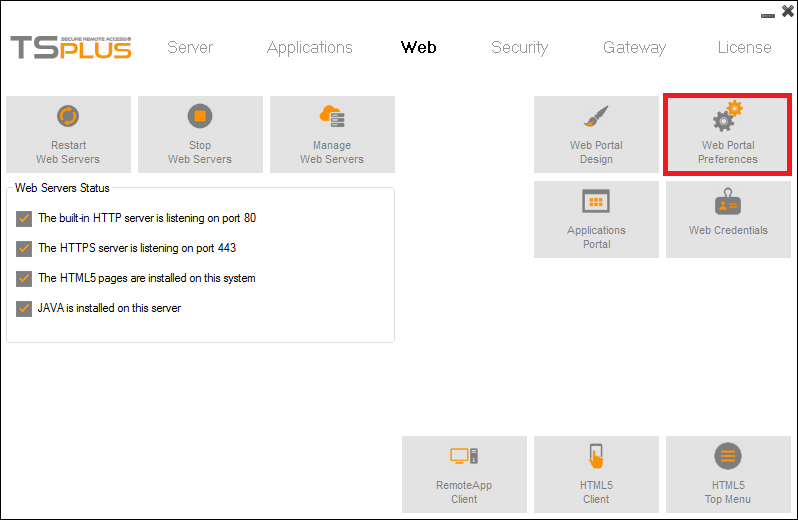 TSPLUS SECURE REMOTE ACCESS®
Server
Applications
Web
Security
Gateway
License
Restart
Web Servers
Stop
Web Servers
Manage
Web Servers
Web Portal
Design
Web Portal
Preferences
Web Servers Status
The built-in HTTP server is listening on port 80
The HTTPS server is listening on port 443
The HTML5 pages are installed on this system
JAVA is installed on this server
Applications
Portal
Web Credentials
RemoteApp
Client
HTML5
Client
HTML5
Top Menu